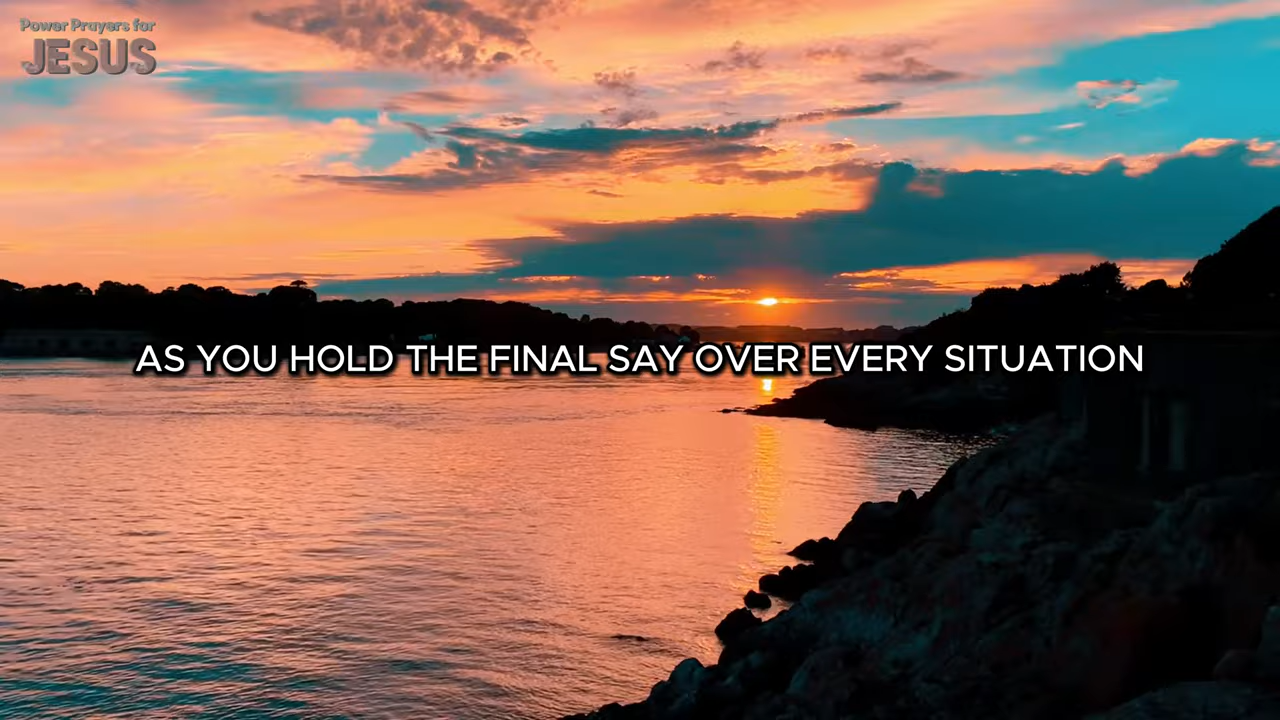 Power Prayers for
JESUS
AS YOU HOLD THE FINAL SAY OVER EVERY SITUATION